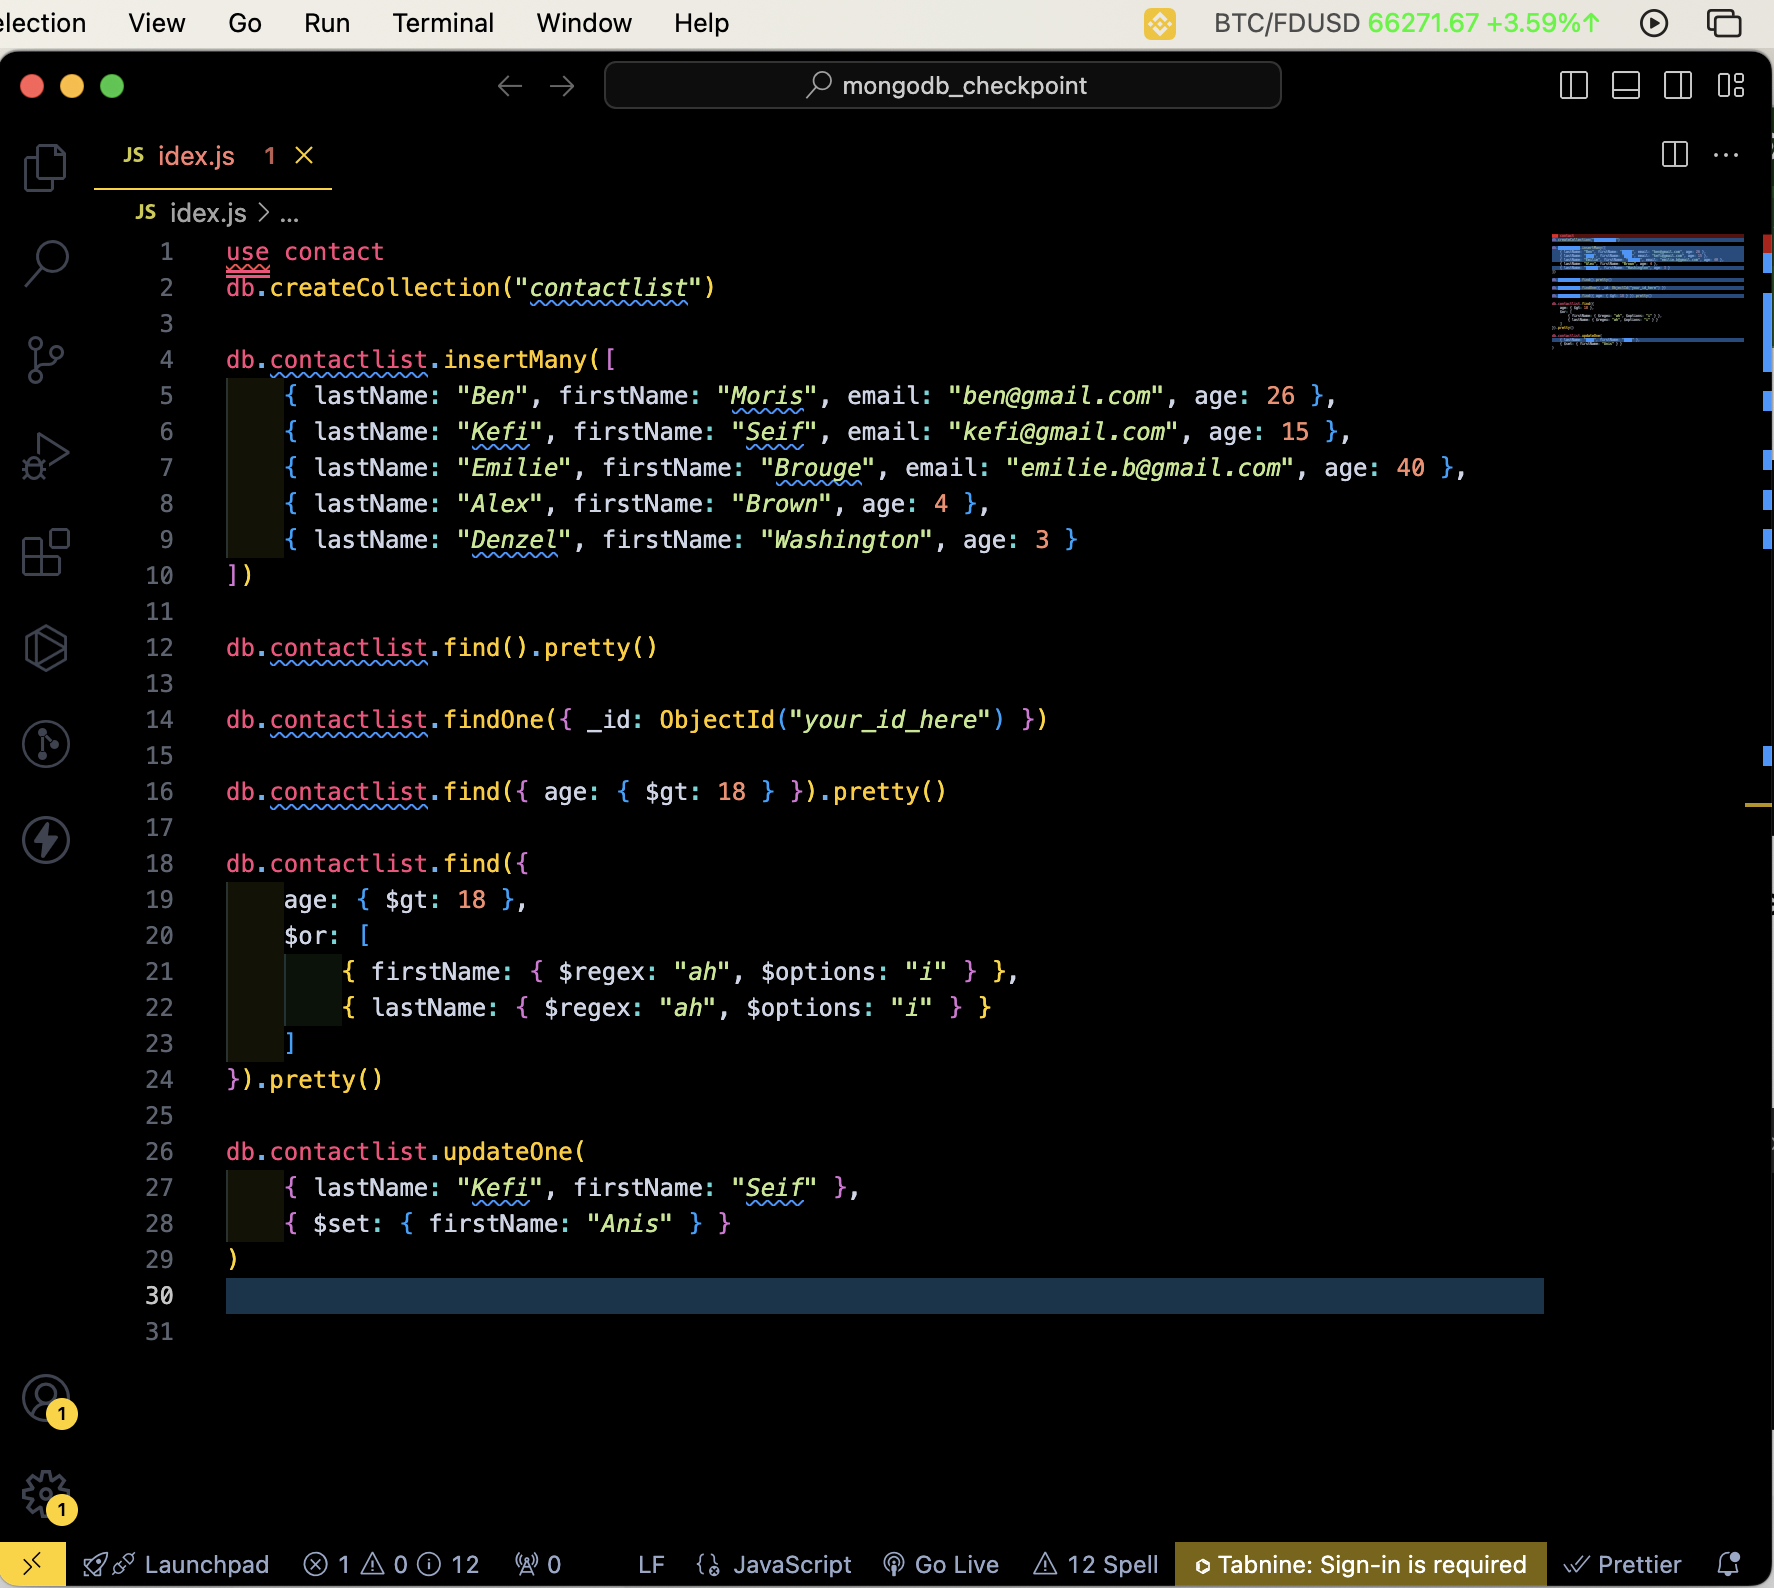 election View Go Run Terminal Window Help BTC/FDUSD 66271.67 +3.59%↑
mongodb_checkpoint
JS idex.js 1
JS idex.js > ...
1 use contact
2 db.createCollection("contactlist")
3
4 db.contactlist.insertMany([
5 { lastName: "Ben", firstName: "Moris", email: "ben@gmail.com", age: 26 },
6 { lastName: "Kefi", firstName: "Seif", email: "kefi@gmail.com", age: 15 },
7 { lastName: "Emilie", firstName: "Brouge", email: "emilie.b@gmail.com", age: 40 },
8 { lastName: "Alex", firstName: "Brown", age: 4 },
9 { lastName: "Denzel", firstName: "Washington", age: 3 }
10 ])
11
12 db.contactlist.find().pretty()
13
14 db.contactlist.findOne({ _id: ObjectId("your_id_here") })
15
16 db.contactlist.find({ age: { $gt: 18 } }).pretty()
17
18 db.contactlist.find({
19 age: { $gt: 18 },
20 $or: [
21 { firstName: { $regex: "ah", $options: "i" } },
22 { lastName: { $regex: "ah", $options: "i" } }
23 ]
24 }).pretty()
25
26 db.contactlist.updateOne(
27 { lastName: "Kefi", firstName: "Seif" },
28 { $set: { firstName: "Anis" } }
29 )
30
31
1
1
Launchpad 1 0 12 0 LF JavaScript Go Live 12 Spell Tabnine: Sign-in is required Prettier